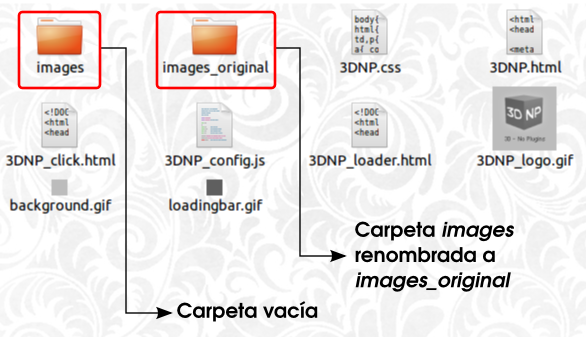 body{
html{
td,p{
a{ co
<html
<head
<meta
images
images_original
3DNP.css
3DNP.html
<!DOC
<html
<head
<!DOC
<html
<head
3D NP
3D - No Plugins
3DNP_click.html
3DNP_config.js
3DNP_loader.html
3DNP_logo.gif
background.gif
loadingbar.gif
Carpeta images
renombrada a
images_original
Carpeta vacía